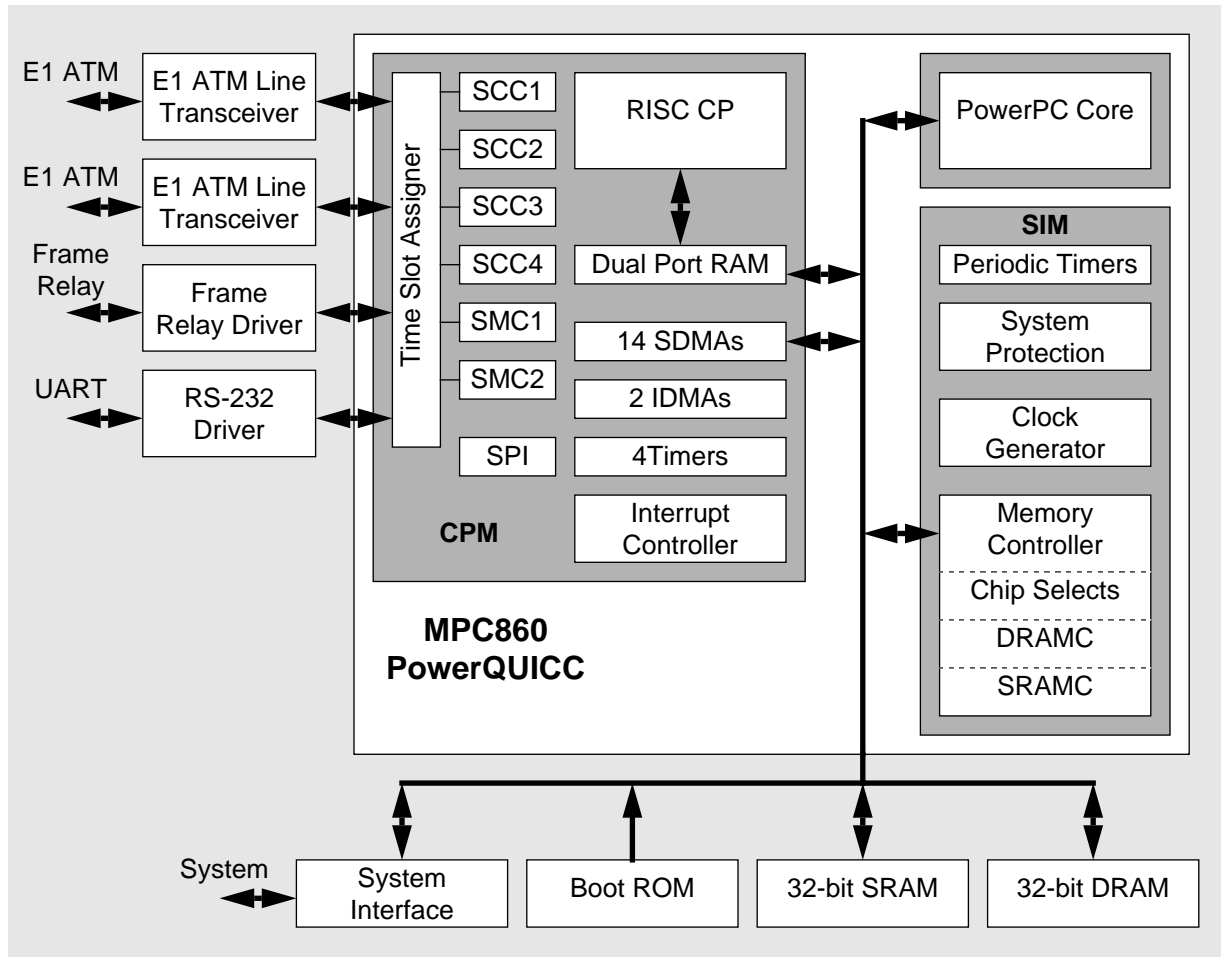 E1 ATM
E1 ATM Line
Transceiver
E1 ATM
E1 ATM Line
Transceiver
Frame
Relay
Frame
Relay Driver
UART
RS-232
Driver
Time Slot Assigner
SCC1
SCC2
SCC3
SCC4
SMC1
SMC2
SPI
CPM
RISC CP
Dual Port RAM
14 SDMAs
2 IDMAs
4Timers
Interrupt
Controller
MPC860
PowerQUICC
PowerPC Core
SIM
Periodic Timers
System
Protection
Clock
Generator
Memory
Controller
Chip Selects
DRAMC
SRAMC
System
System
Interface
Boot ROM
32-bit SRAM
32-bit DRAM